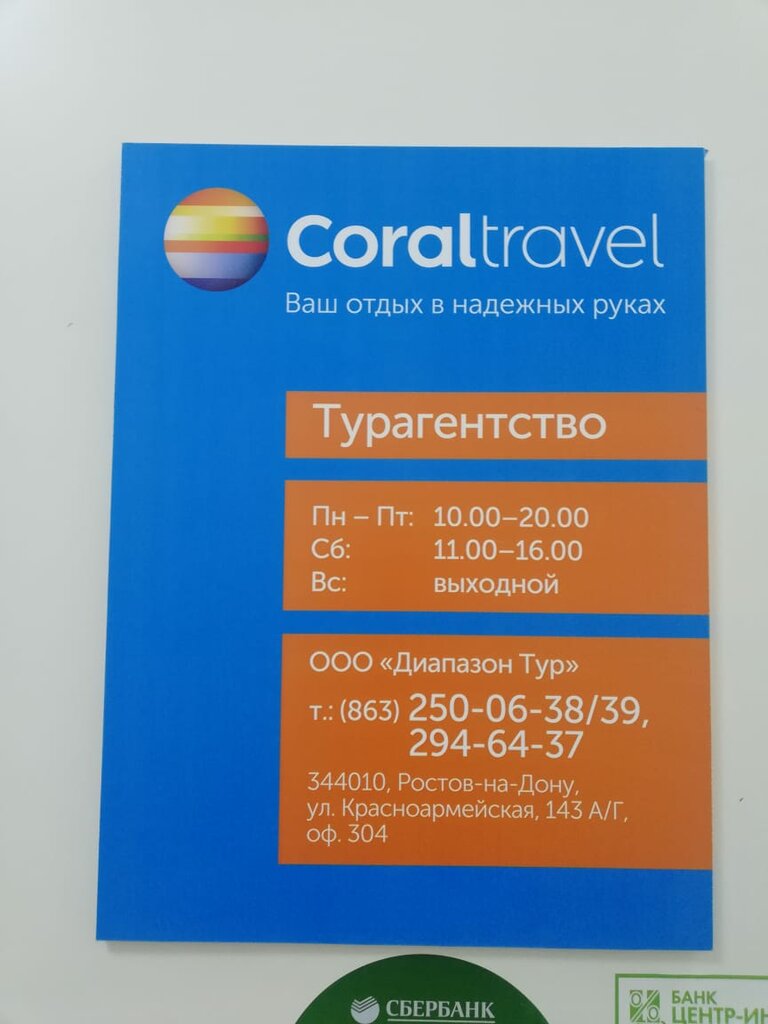 Coraltravel
Ваш отдых в надежных руках
Турагентство
Пн – Пт: 10.00–20.00
Сб: 11.00–16.00
Вс: выходной
ООО «Диапазон Тур»
т.: (863) 250-06-38/39,
294-64-37
344010, Ростов-на-Дону,
ул. Красноармейская, 143 А/Г,
оф. 304
СБЕРБАНК
БАНК
ЦЕНТР-ИН